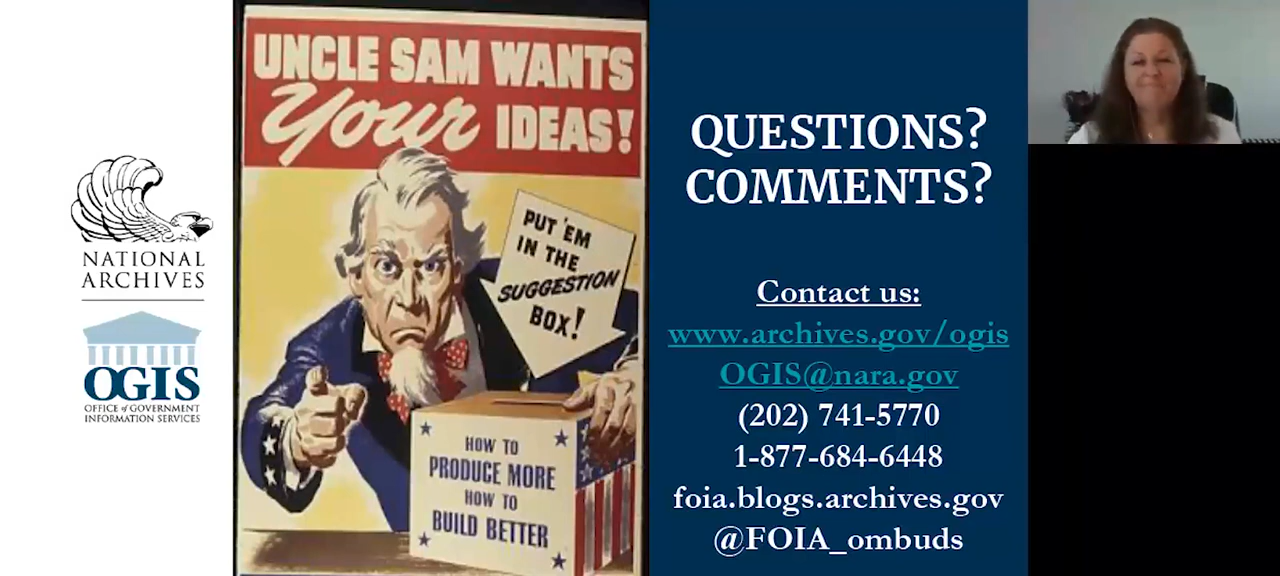 NATIONAL
ARCHIVES
OGIS
OFFICE of GOVERNMENT
INFORMATION SERVICES
UNCLE SAM WANTS
Your IDEAS!
PUT 'EM
IN THE
SUGGESTION
BOX!
HOW TO
PRODUCE MORE
HOW TO
BUILD BETTER
QUESTIONS?
COMMENTS?
Contact us:
www.archives.gov/ogis
OGIS@nara.gov
(202) 741-5770
1-877-684-6448
foia.blogs.archives.gov
@FOIA_ombuds